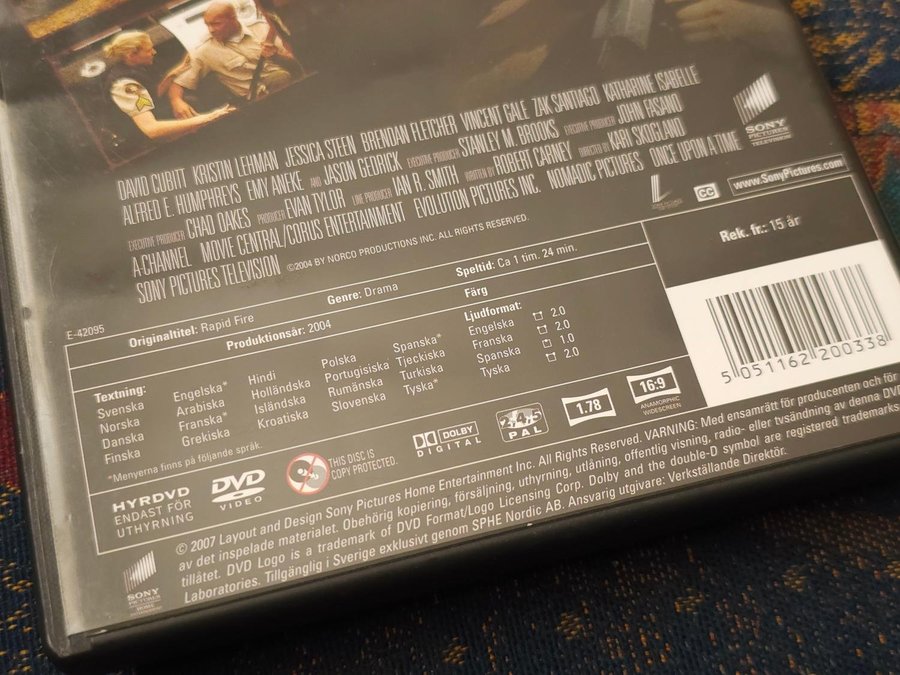 DAVID CUBITT KRISTIN LEHMAN JESSICA STEEN BRENDAN FLETCHER VINCENT GALE ZAK SANTIAGO KATHARINE ISABELLE
ALFRED E. HUMPHREYS EMY ANEKE AND JASON GEDRICK EXECUTIVE PRODUCER STANLEY M. BROOKS EXECUTIVE PRODUCER JOHN FASANO
EXECUTIVE PRODUCER CHAD OAKES PRODUCER EVAN TYLOR LINE PRODUCER IAN R. SMITH WRITTEN BY ROBERT CARNEY DIRECTED BY KARI SKOGLAND
A-CHANNEL MOVIE CENTRAL/CORUS ENTERTAINMENT EVOLUTION PICTURES INC. NOMADIC PICTURES ONCE UPON A TIME
SONY PICTURES TELEVISION ©2004 BY NORCO PRODUCTIONS INC. ALL RIGHTS RESERVED.
SONY
PICTURES
TELEVISION
CC
www.SonyPictures.com
Rek. fr.: 15 år
E-42095
Originaltitel: Rapid Fire
Genre: Drama
Speltid: Ca 1 tim. 24 min.
Produktionsår: 2004
Färg
Textning:
Svenska
Norska
Danska
Finska
Engelska*
Arabiska
Franska*
Grekiska
Hindi
Holländska
Isländska
Kroatiska
Polska
Portugisiska
Rumänska
Slovenska
Spanska*
Tjeckiska
Turkiska
Tyska*
Ljudformat:
Engelska 2.0
Franska 2.0
Spanska 1.0
Tyska 2.0
*Menyerna finns på följande språk.
5 051162 200338
HYRDVD
ENDAST FÖR
UTHYRNING
DVD
VIDEO
THIS DISC IS
COPY PROTECTED.
DOLBY
DIGITAL
2,4,5
PAL
1.78
16:9
ANAMORPHIC
WIDESCREEN
SONY
PICTURES
HOME
ENTERTAINMENT
© 2007 Layout and Design Sony Pictures Home Entertainment Inc. All Rights Reserved. VARNING: Med ensamrätt för producenten och för
av det inspelade materialet. Obehörig kopiering, försäljning, uthyrning, utlåning, offentlig visning, radio- eller tvsändning av denna DVD
tillåtet. DVD Logo is a trademark of DVD Format/Logo Licensing Corp. Dolby and the double-D symbol are registered trademarks
Laboratories. Tillgänglig i Sverige exklusivt genom SPHE Nordic AB. Ansvarig utgivare: Verkställande Direktör.